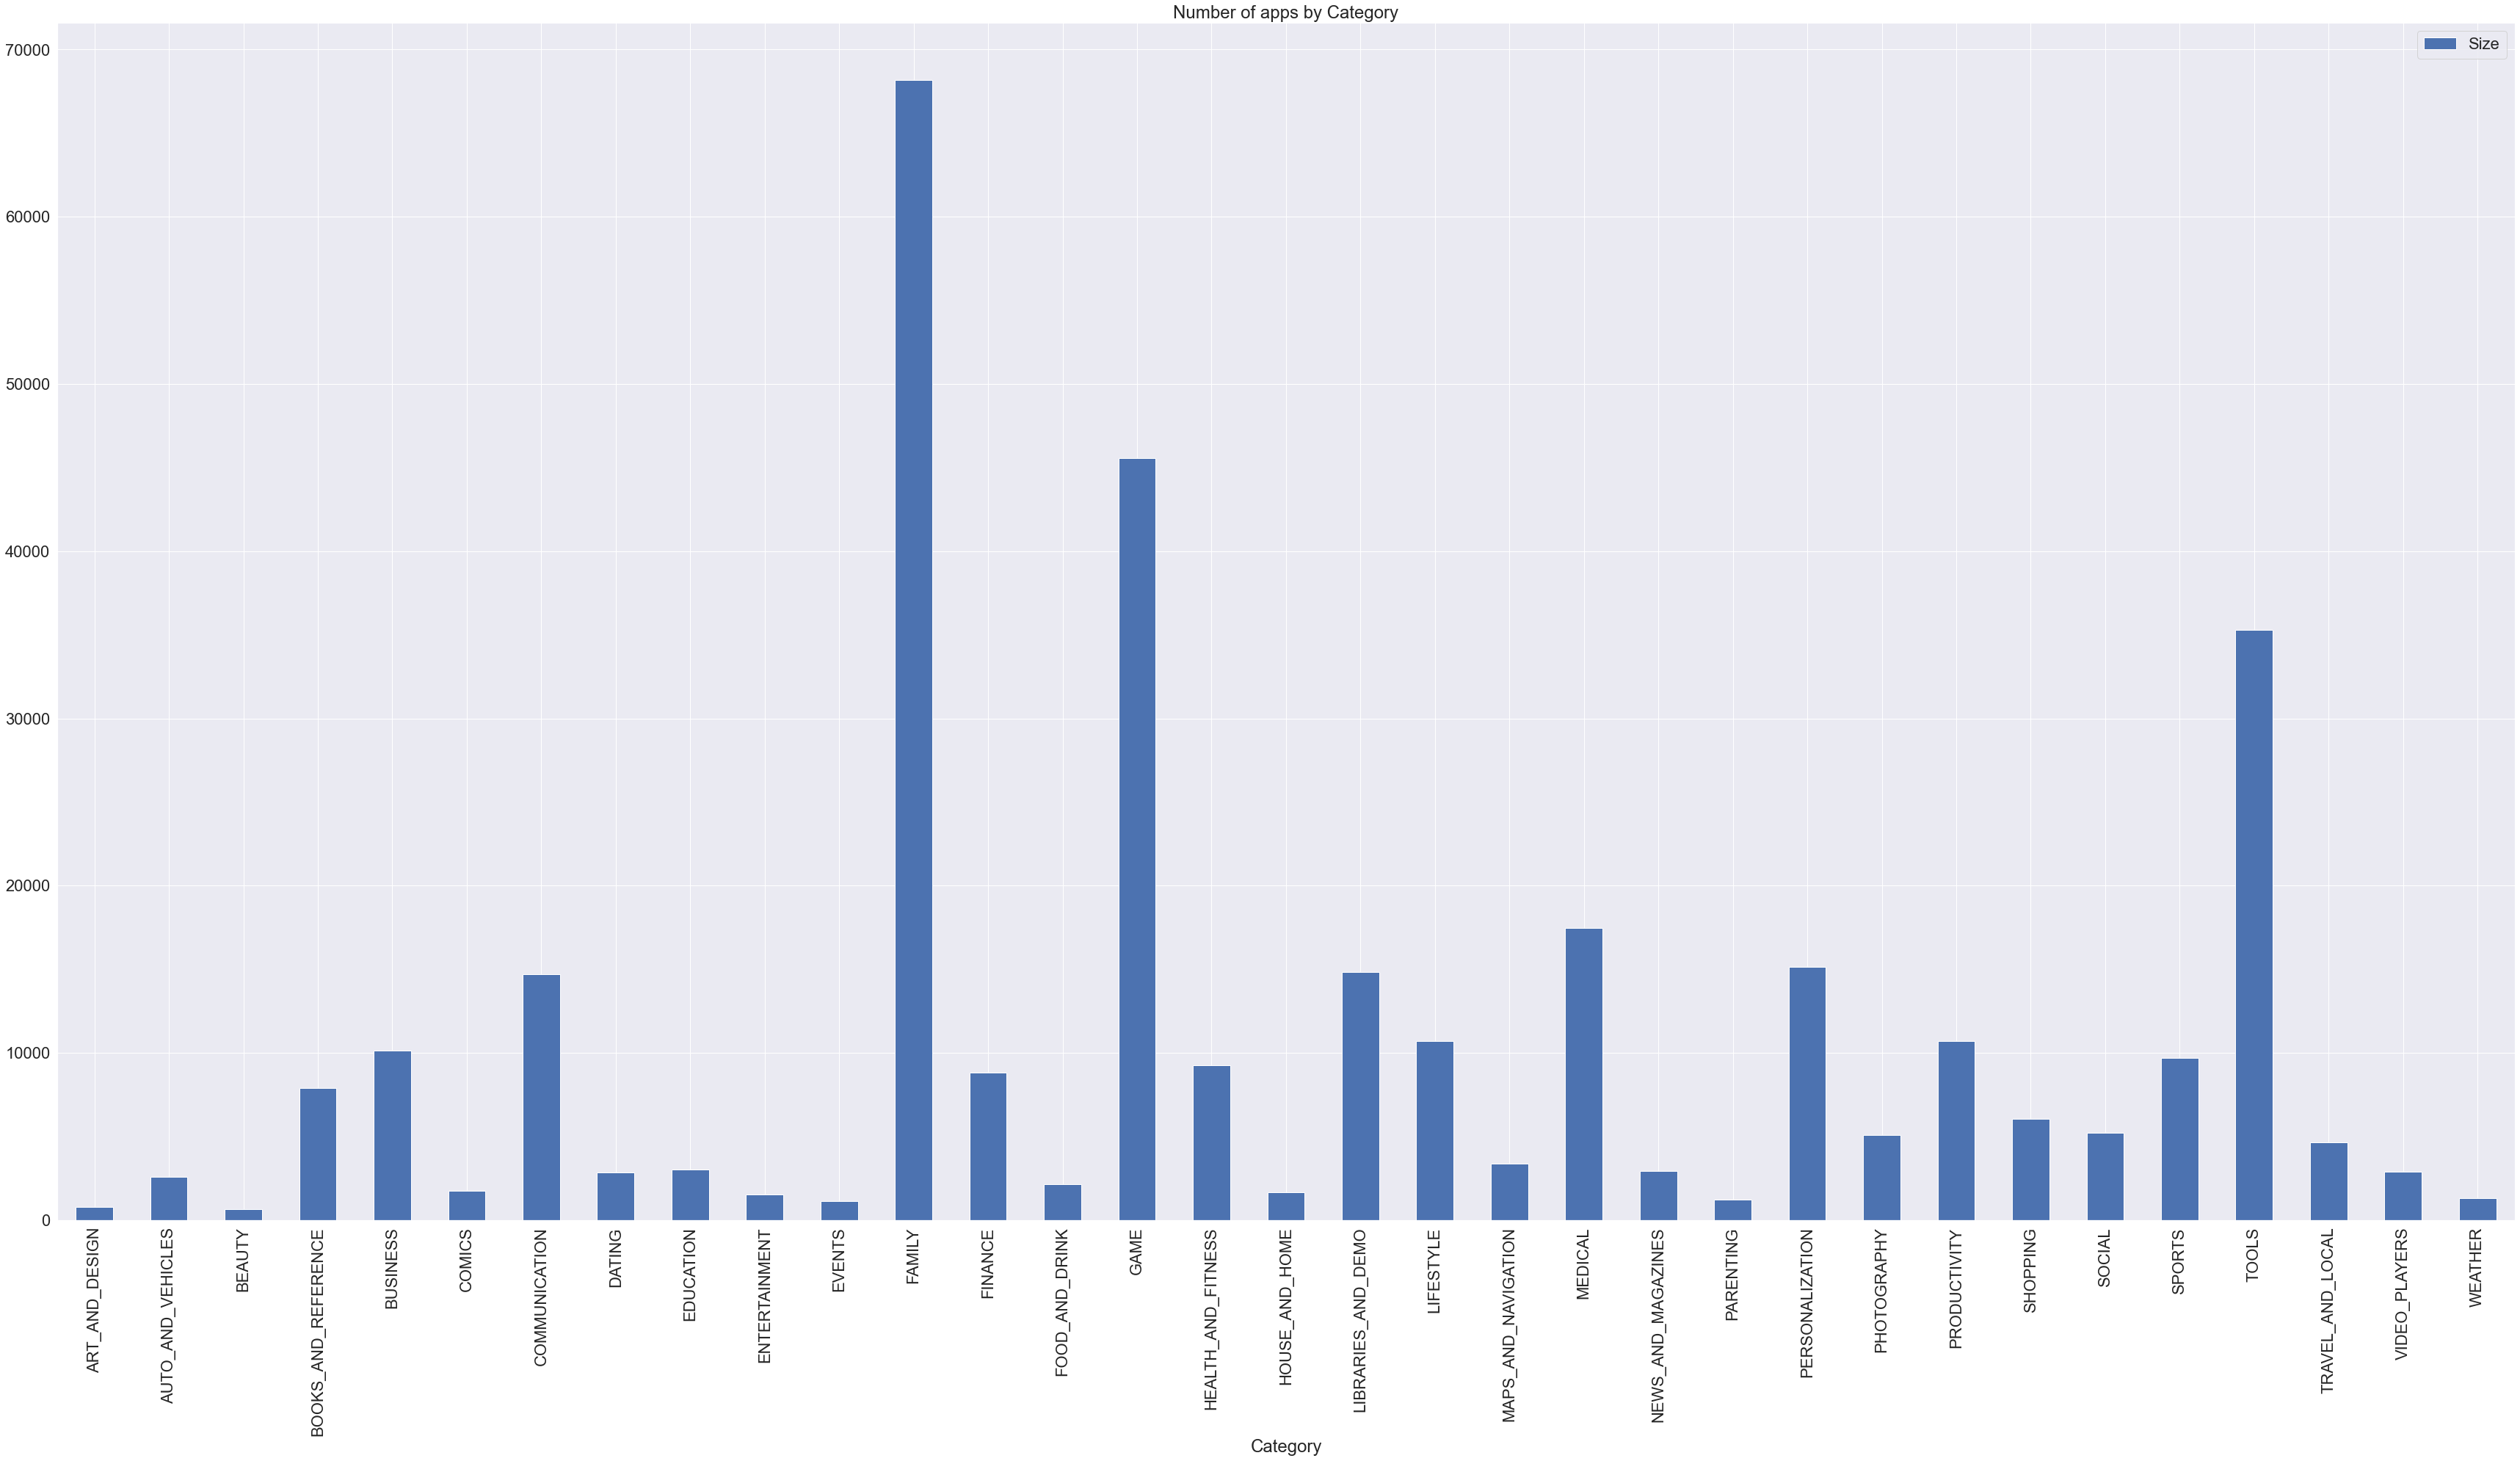 Number of apps by Category
Size
70000
60000
50000
40000
30000
20000
10000
0
ART_AND_DESIGN
AUTO_AND_VEHICLES
BEAUTY
BOOKS_AND_REFERENCE
BUSINESS
COMICS
COMMUNICATION
DATING
EDUCATION
ENTERTAINMENT
EVENTS
FAMILY
FINANCE
FOOD_AND_DRINK
GAME
HEALTH_AND_FITNESS
HOUSE_AND_HOME
LIBRARIES_AND_DEMO
LIFESTYLE
MAPS_AND_NAVIGATION
MEDICAL
NEWS_AND_MAGAZINES
PARENTING
PERSONALIZATION
PHOTOGRAPHY
PRODUCTIVITY
SHOPPING
SOCIAL
SPORTS
TOOLS
TRAVEL_AND_LOCAL
VIDEO_PLAYERS
WEATHER
Category